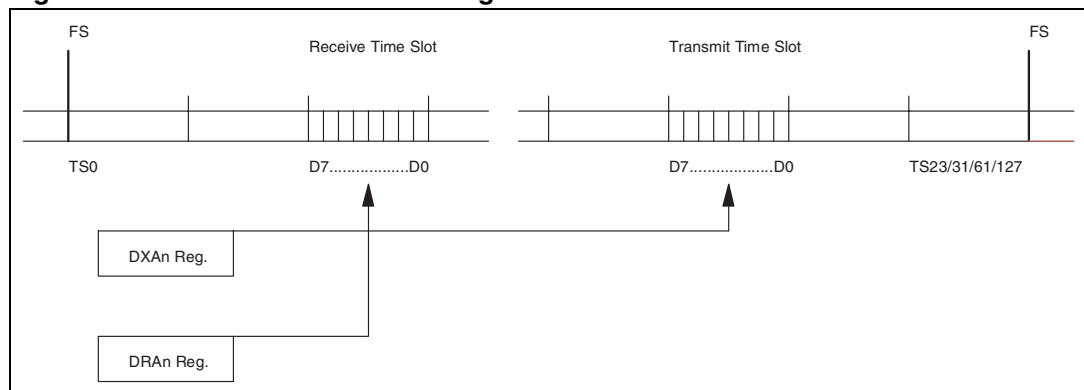 FS
FS
Receive Time Slot
Transmit Time Slot
TS0
D7..................D0
D7...................D0
TS23/31/61/127
DXAn Reg.
DRAn Reg.